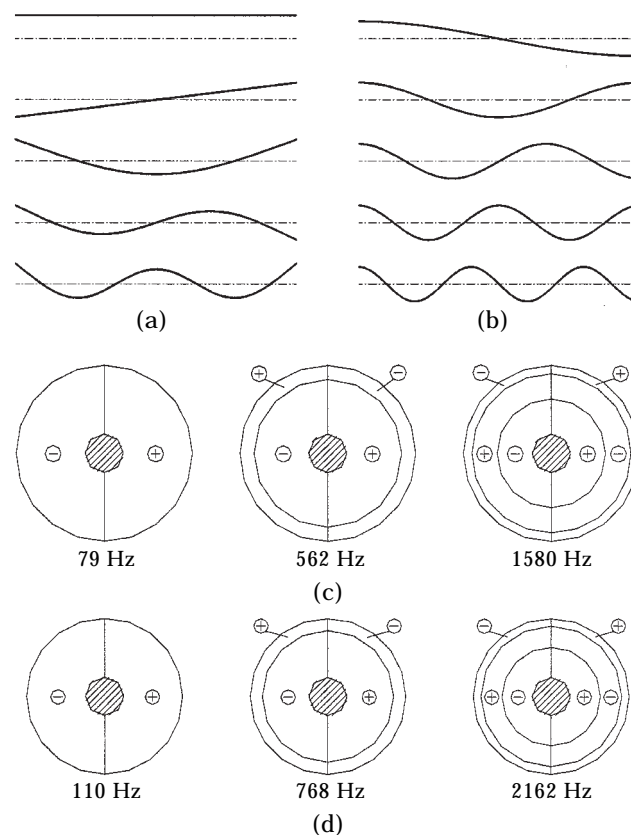 (a) (b)
+ − − +
− + − + + − + −
79 Hz 562 Hz 1580 Hz
(c)
+ − − +
− + − + + − + −
110 Hz 768 Hz 2162 Hz
(d)